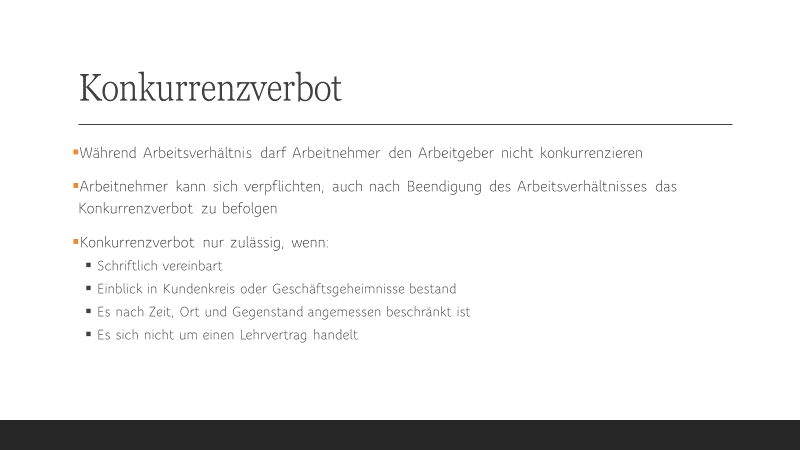 Konkurrenzverbot
▪Während Arbeitsverhältnis darf Arbeitnehmer den Arbeitgeber nicht konkurrenzieren
▪Arbeitnehmer kann sich verpflichten, auch nach Beendigung des Arbeitsverhältnisses das
Konkurrenzverbot zu befolgen
▪Konkurrenzverbot nur zulässig, wenn:
▪ Schriftlich vereinbart
▪ Einblick in Kundenkreis oder Geschäftsgeheimnisse bestand
▪ Es nach Zeit, Ort und Gegenstand angemessen beschränkt ist
▪ Es sich nicht um einen Lehrvertrag handelt